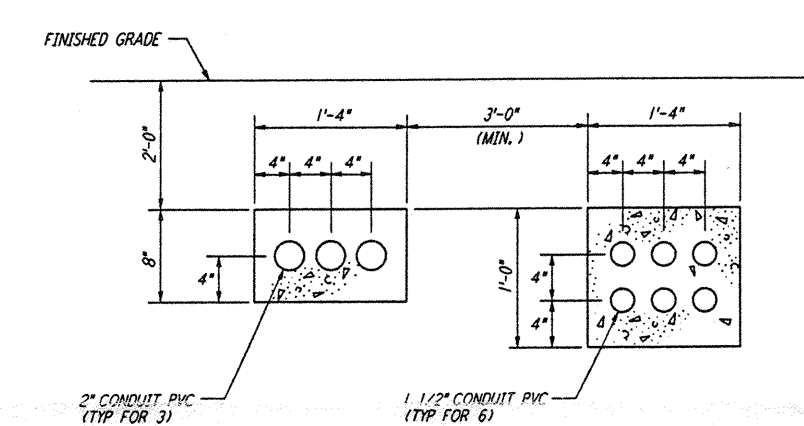 FINISHED GRADE
1'-4"
3'-0"
(MIN.)
1'-4"
2'-0"
4" 4" 4"
4" 4" 4"
8"
4"
1'-0"
4"
4"
2" CONDUIT PVC
(TYP FOR 3)
1 1/2" CONDUIT PVC
(TYP FOR 6)